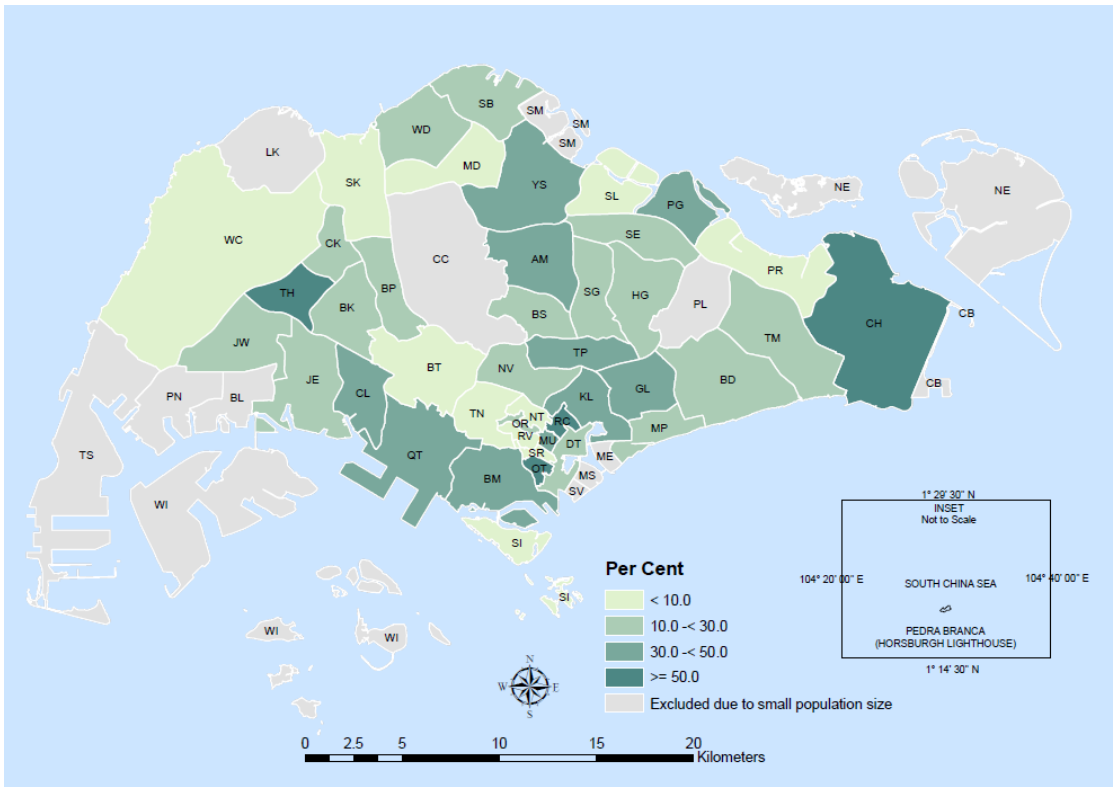 SB
SM
SM
SM
WD
LK
MD
SK
YS
NE
NE
SL
PG
WC
SE
CK
CC
AM
PR
TH
BP
SG
HG
PL
BK
CB
BS
CH
JW
TM
TP
BT
NV
JE
CL
KL
GL
BD
CB
PN
BL
TN
NT
RC
OR
RV
MU
DT
MP
TS
QT
SR
OT
ME
MS
BM
SV
WI
SI
SI
WI
WI
Per Cent
< 10.0
10.0 -< 30.0
30.0 -< 50.0
>= 50.0
Excluded due to small population size
1° 29' 30" N
INSET
Not to Scale
104° 20' 00" E
SOUTH CHINA SEA
104° 40' 00" E
PEDRA BRANCA
(HORSBURGH LIGHTHOUSE)
1° 14' 30" N
N
W E
S
0 2.5 5 10 15 20
Kilometers